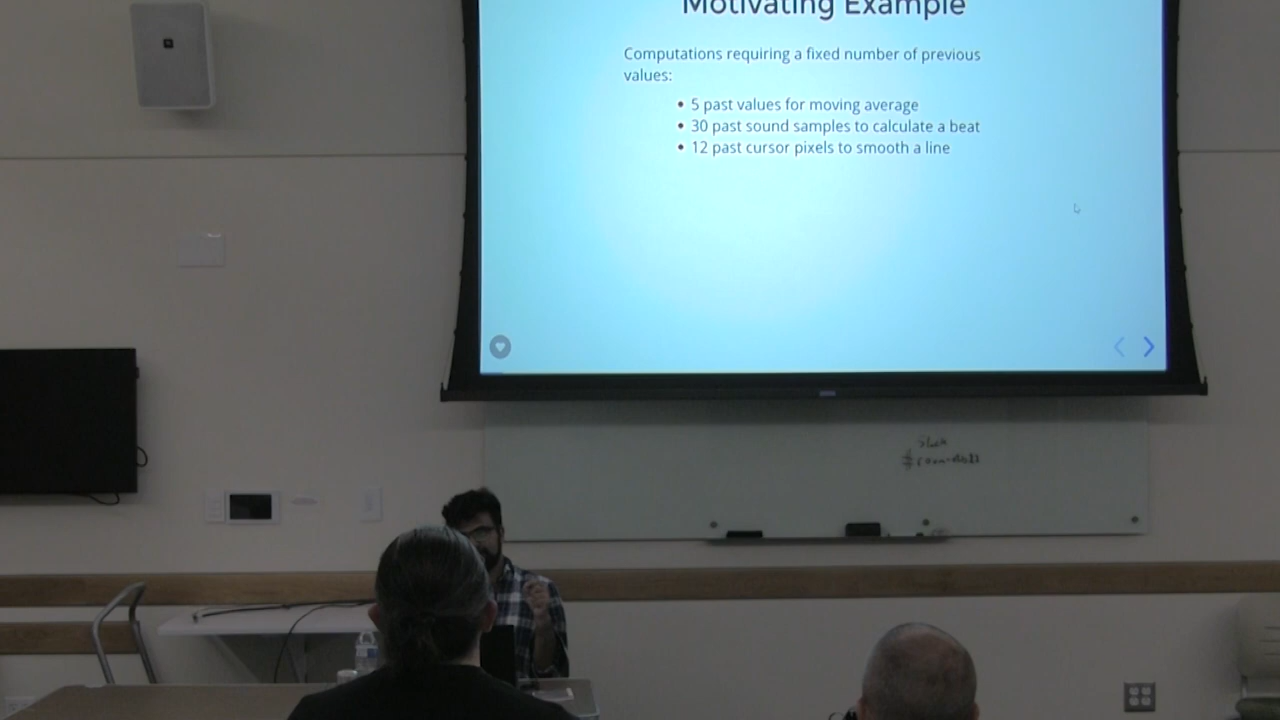 Motivating Example
Computations requiring a fixed number of previous
values:
• 5 past values for moving average
• 30 past sound samples to calculate a beat
• 12 past cursor pixels to smooth a line